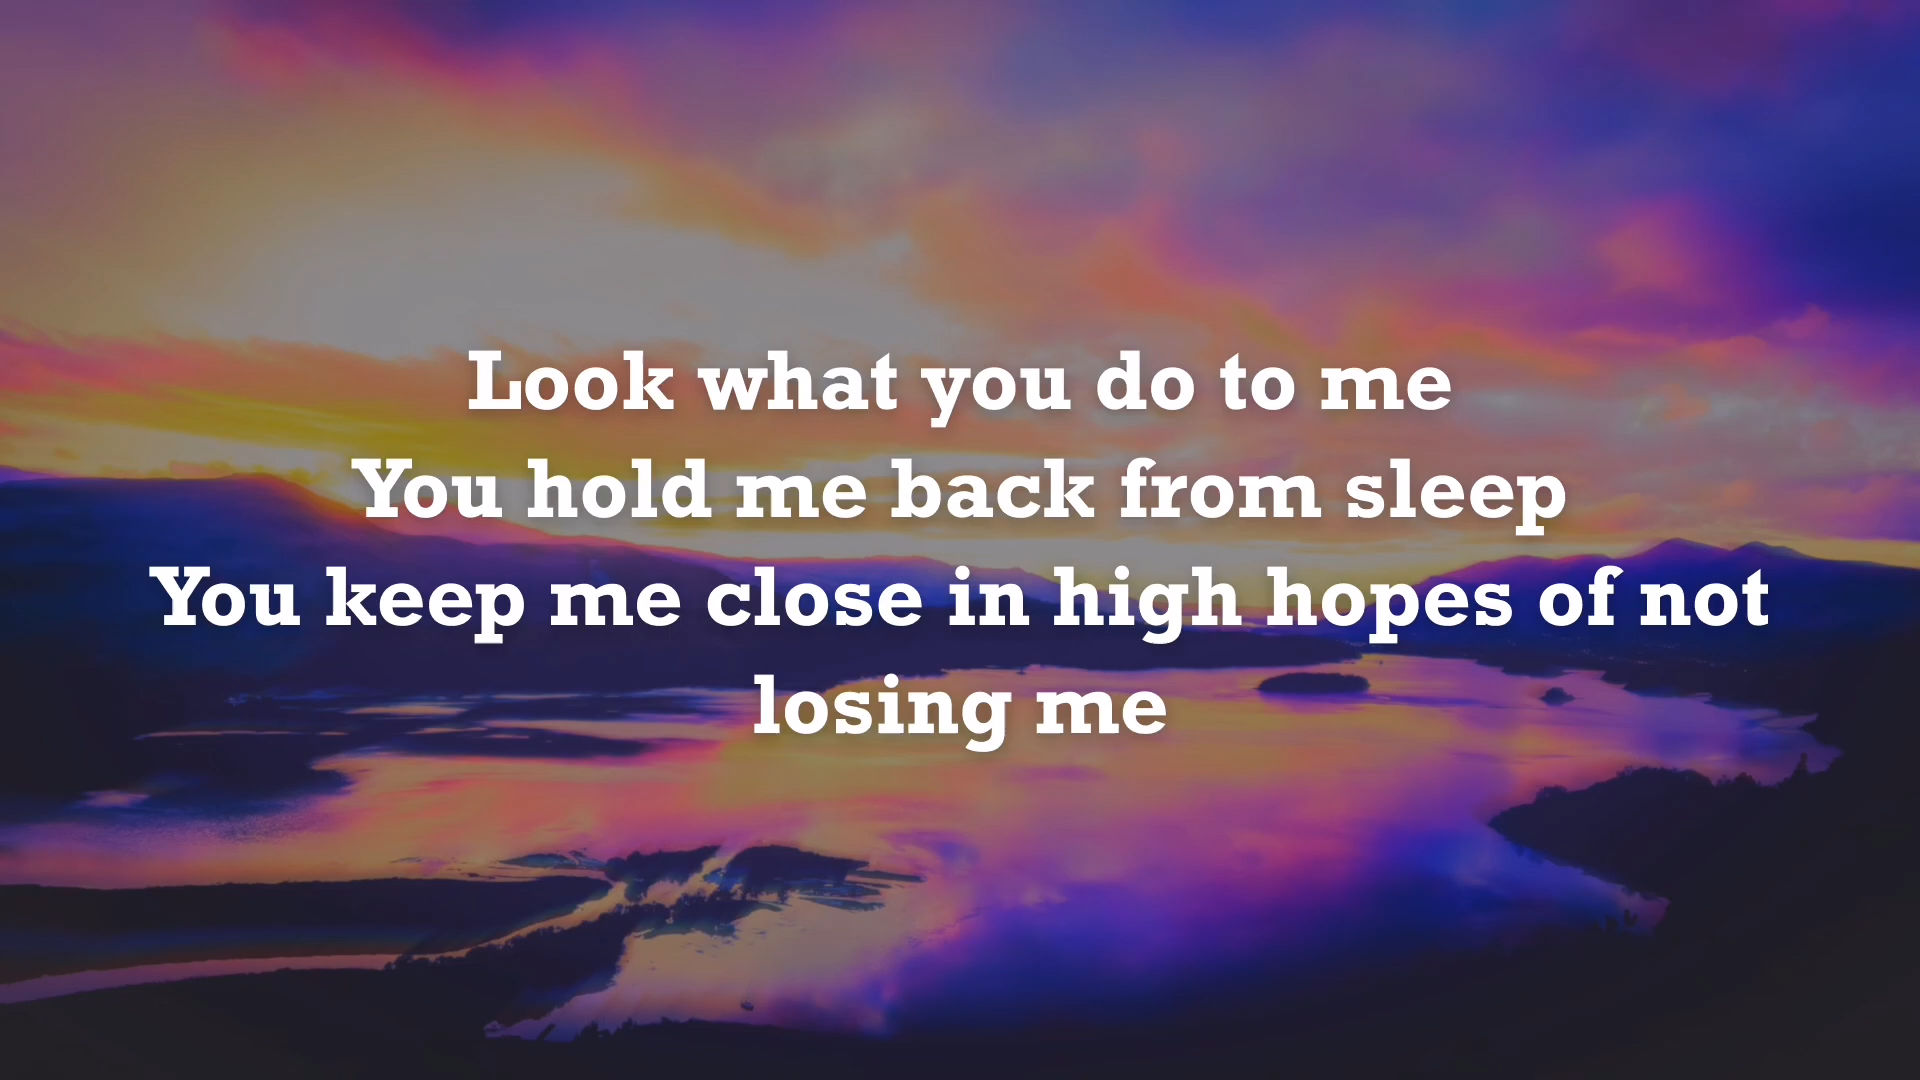 Look what you do to me
You hold me back from sleep
You keep me close in high hopes of not
losing me